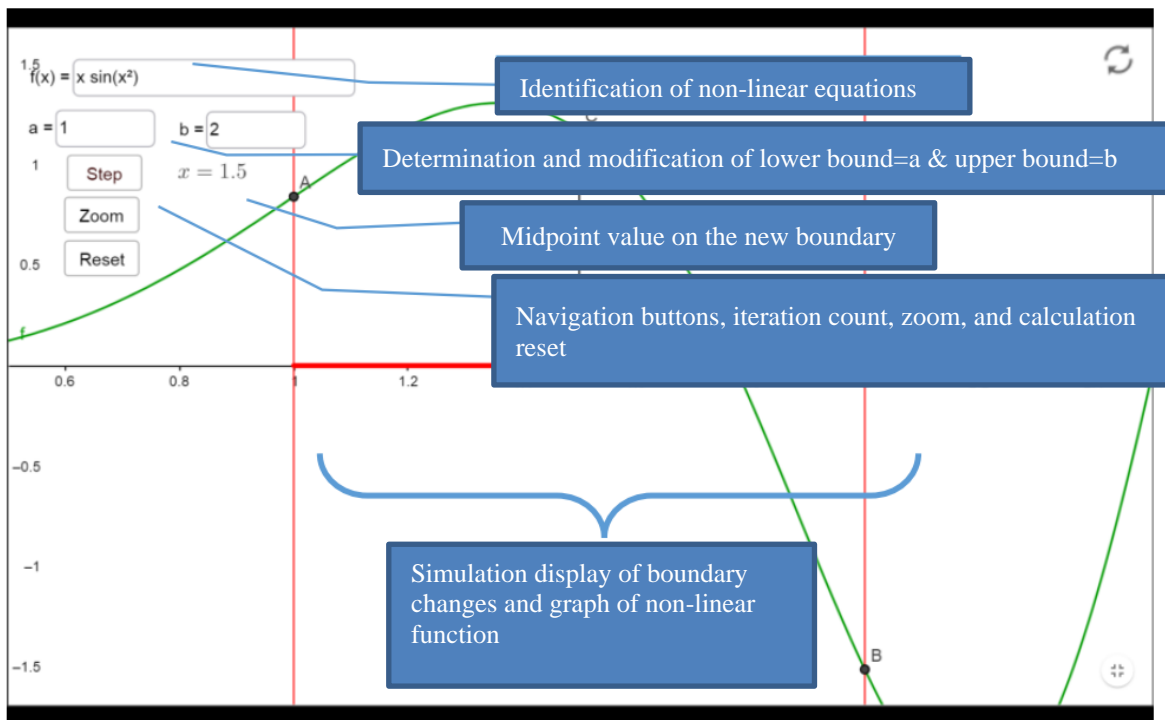 1.5
f(x) = x sin(x²)
Identification of non-linear equations
C
a = 1
b = 2
Determination and modification of lower bound=a & upper bound=b
1
Step
x = 1.5
A
Zoom
Midpoint value on the new boundary
0.5
Reset
Navigation buttons, iteration count, zoom, and calculation
reset
f
0.6
0.8
1
1.2
−0.5
−1
Simulation display of boundary
changes and graph of non-linear
function
−1.5
B